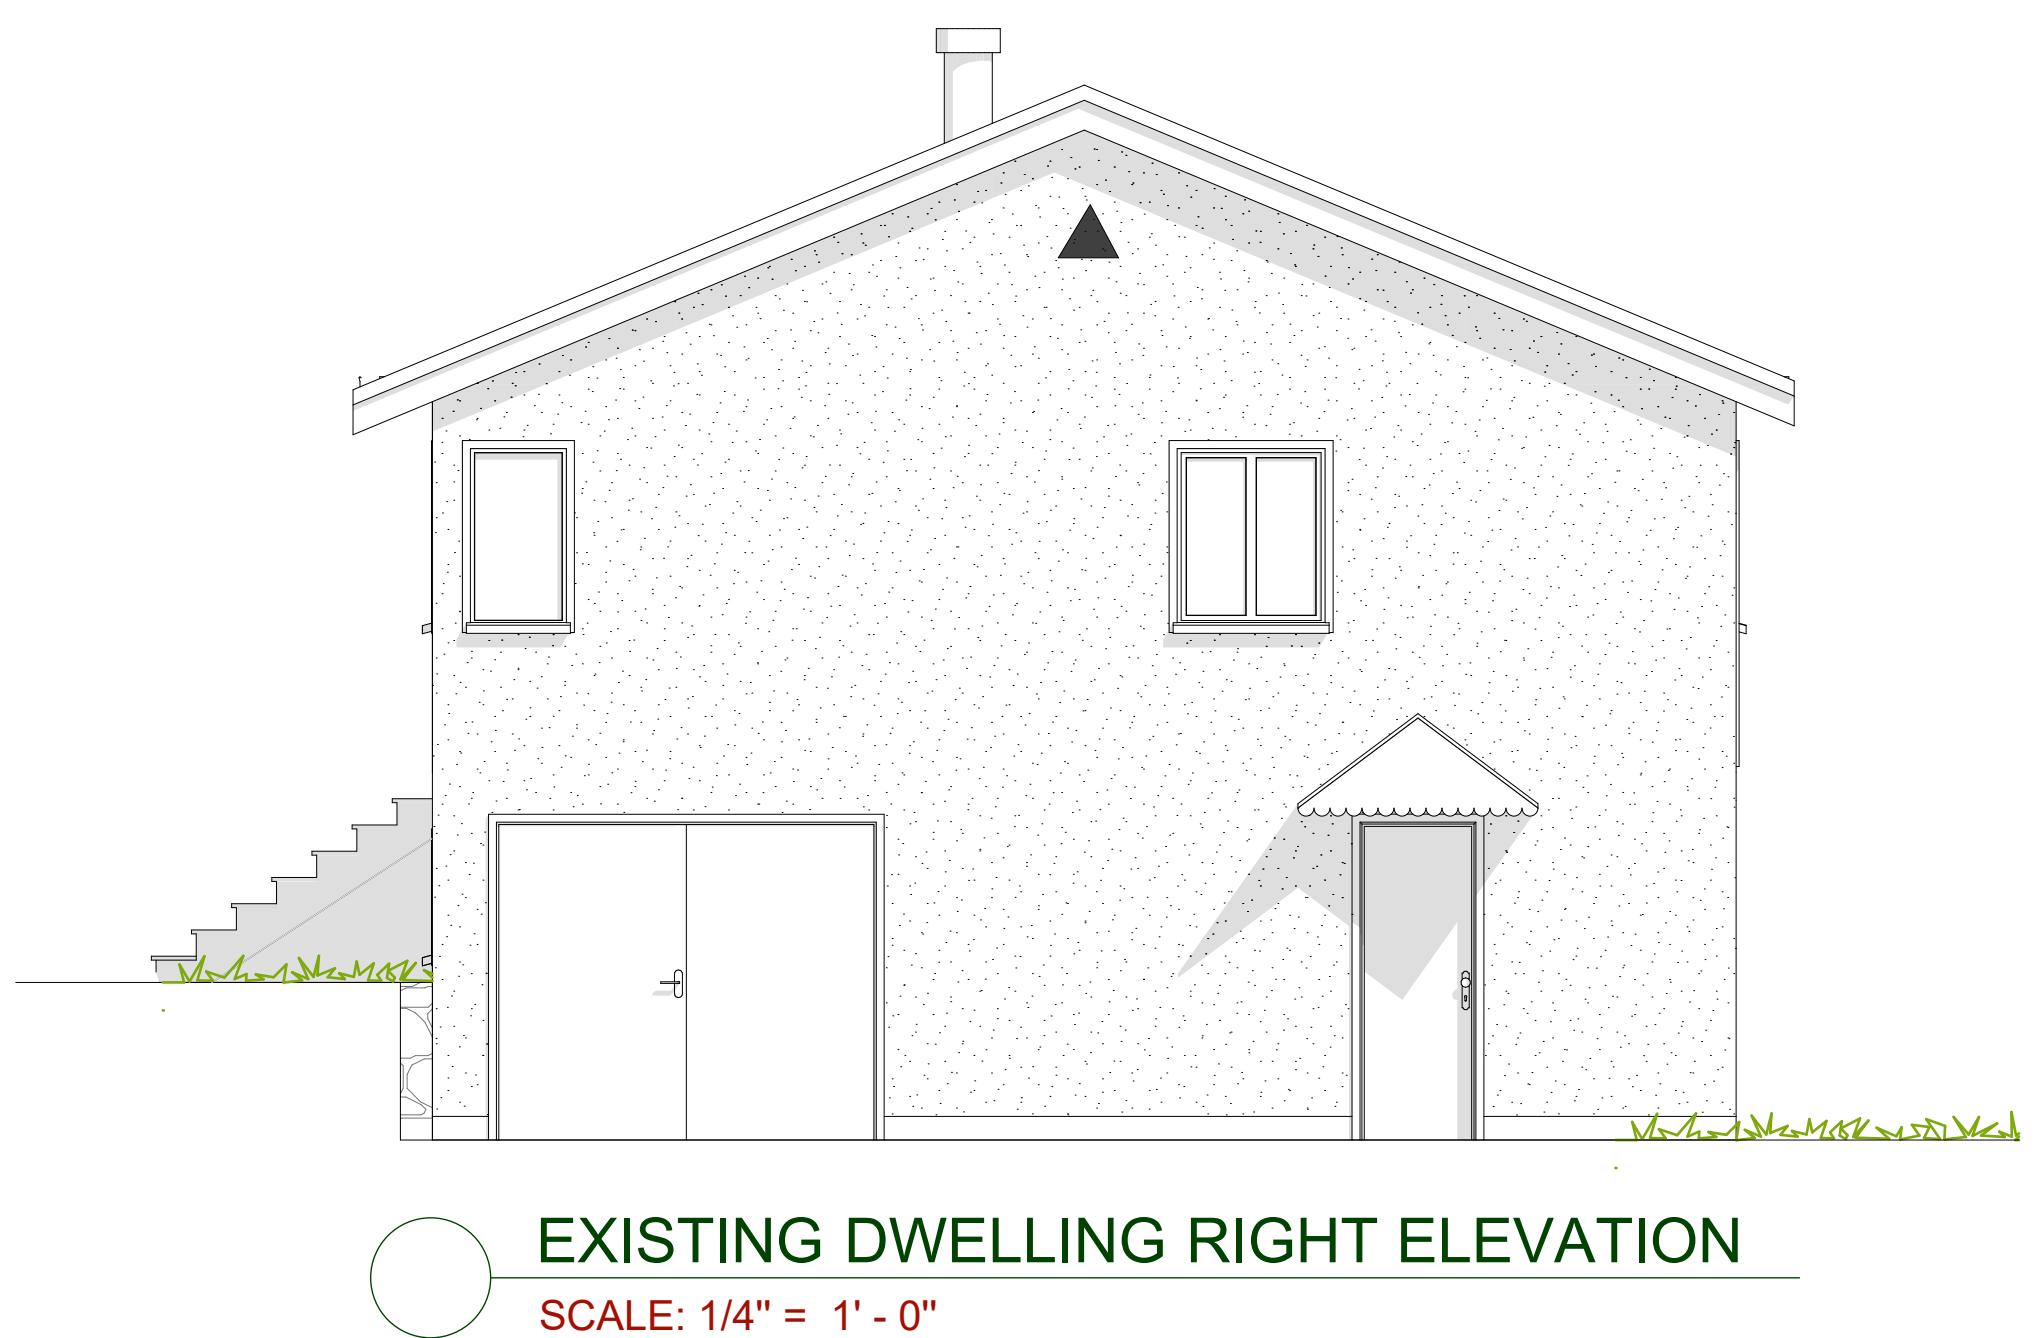 EXISTING DWELLING RIGHT ELEVATION
SCALE: 1/4" = 1' - 0"